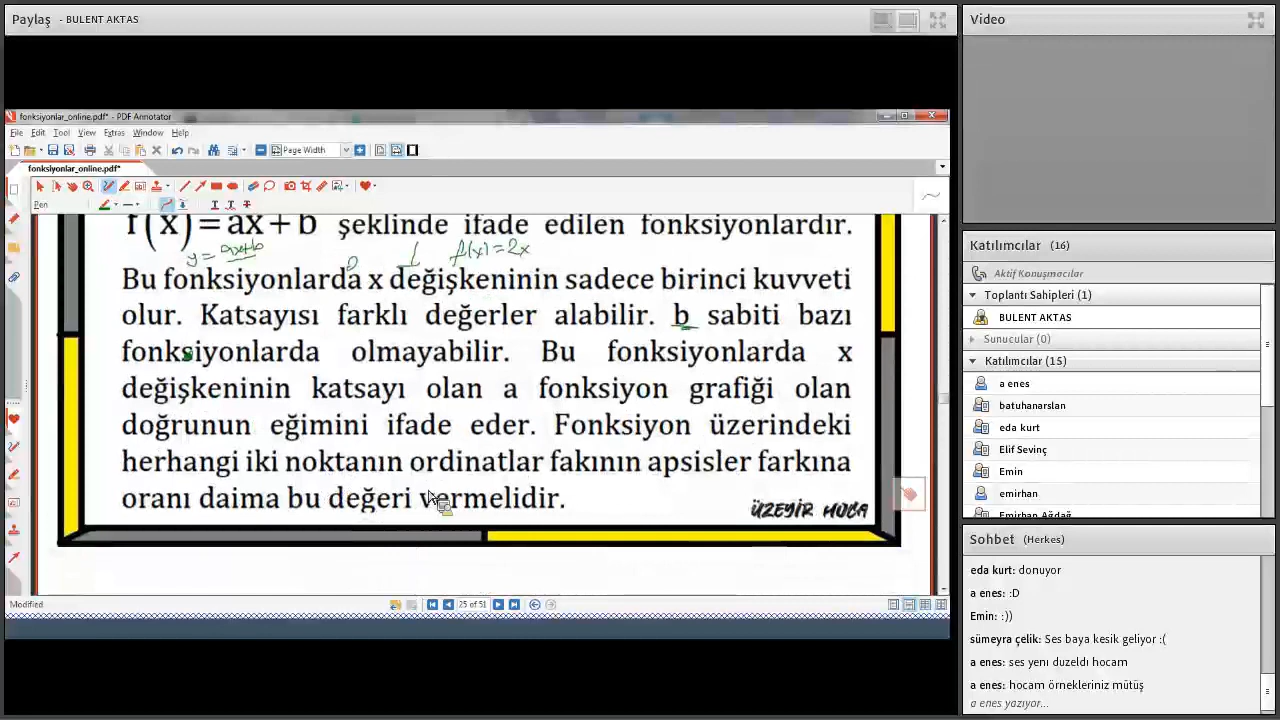 Paylaş - BULENT AKTAS
fonksiyonlar_online.pdf* - PDF Annotator
File Edit Tool View Extras Window Help
Page Width
fonksiyonlar_online.pdf*
Pen
f(x)=ax+b şeklinde ifade edilen fonksiyonlardır.
y = ax+b f(x)=2x
Bu fonksiyonlarda x değişkeninin sadece birinci kuvveti
olur. Katsayısı farklı değerler alabilir. b sabiti bazı
fonksiyonlarda olmayabilir. Bu fonksiyonlarda x
değişkeninin katsayı olan a fonksiyon grafiği olan
doğrunun eğimini ifade eder. Fonksiyon üzerindeki
herhangi iki noktanın ordinatlar fakının apsisler farkına
oranı daima bu değeri vermelidir.
ÜZEYİR HOCA
Modified
25 of 51
Video
Katılımcılar (16)
Aktif Konuşmacılar
Toplantı Sahipleri (1)
BULENT AKTAS
Sunucular (0)
Katılımcılar (15)
a enes
batuhanarslan
eda kurt
Elif Sevinç
Emin
emirhan
Emirhan Ağdağ
Sohbet (Herkes)
eda kurt: donuyor
a enes: :D
Emin: :))
sümeyra çelik: Ses baya kesik geliyor :(
a enes: ses yenı duzeldı hocam
a enes: hocam örnekleriniz mütüş
a enes yazıyor...